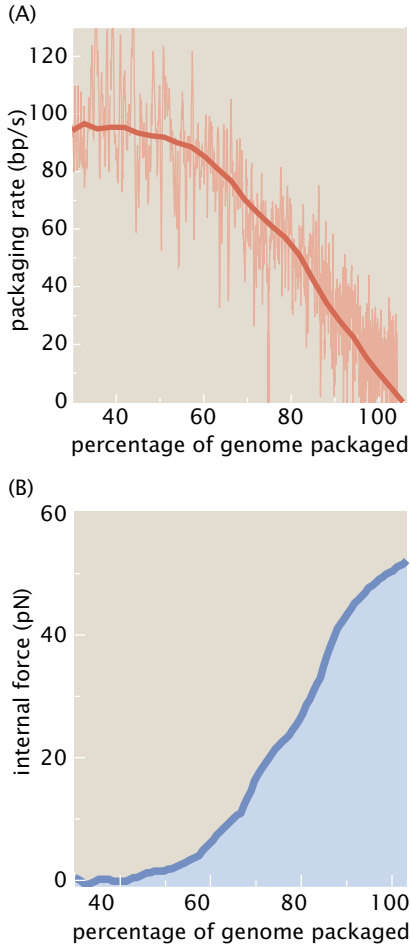 (A)
120
100
80
60
40
20
0
packaging rate (bp/s)
40 60 80 100
percentage of genome packaged
(B)
60
40
20
0
internal force (pN)
40 60 80 100
percentage of genome packaged